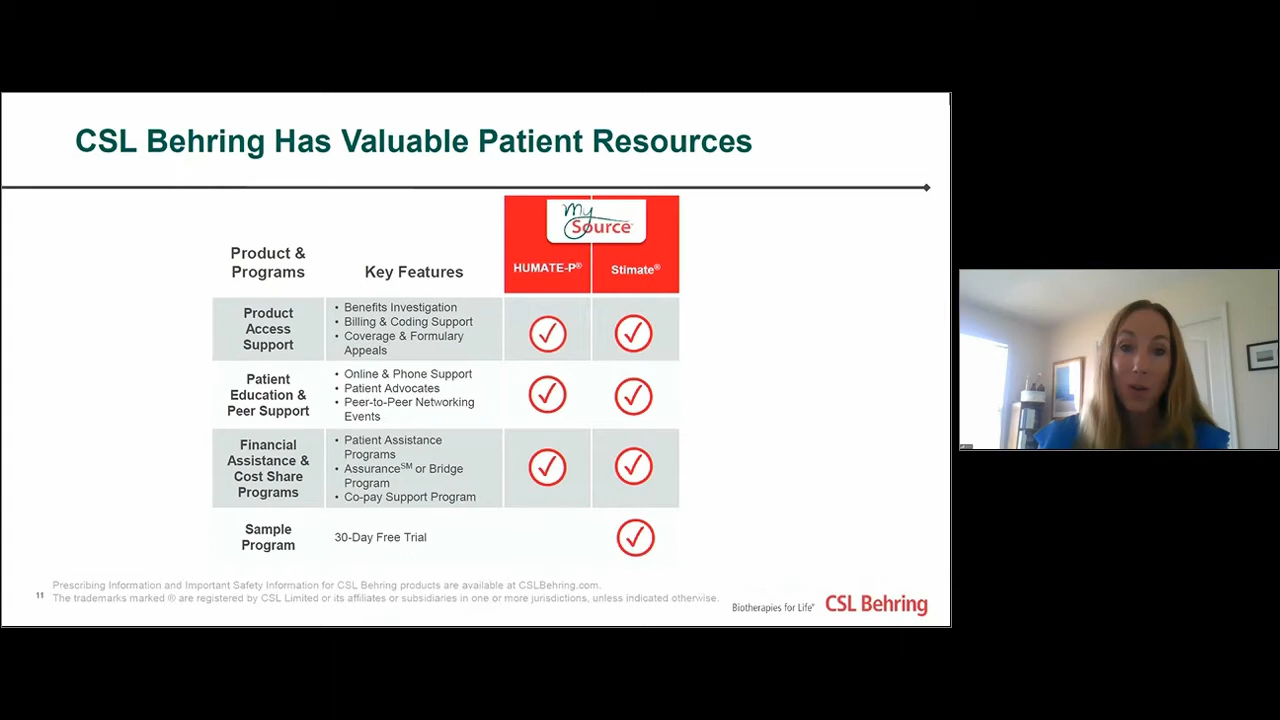 CSL Behring Has Valuable Patient Resources
My
Source™
Product &
Programs
Key Features
HUMATE-P®
Stimate®
Product
Access
Support
• Benefits Investigation
• Billing & Coding Support
• Coverage & Formulary
Appeals
Patient
Education &
Peer Support
• Online & Phone Support
• Patient Advocates
• Peer-to-Peer Networking
Events
Financial
Assistance &
Cost Share
Programs
• Patient Assistance
Programs
• Assurance℠ or Bridge
Program
• Co-pay Support Program
Sample
Program
30-Day Free Trial
Prescribing Information and Important Safety Information for CSL Behring products are available at CSLBehring.com.
11
The trademarks marked ® are registered by CSL Limited or its affiliates or subsidiaries in one or more jurisdictions, unless indicated otherwise.
Biotherapies for Life® CSL Behring